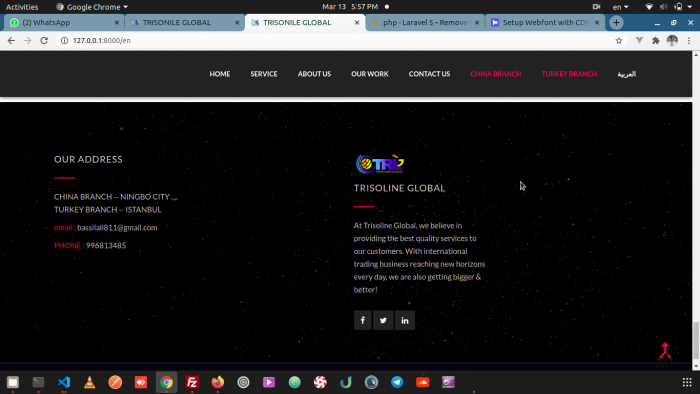 Activities
Google Chrome
Mar 13 5:57 PM
en
(2) WhatsApp
TRISONILE GLOBAL
TRISONILE GLOBAL
php - Laravel 5 – Remove
Setup Webfont with CDN
127.0.0.1:8000/en
HOME
SERVICE
ABOUT US
OUR WORK
CONTACT US
CHINA BRANCH
TURKEY BRANCH
العربية
OUR ADDRESS
CHINA BRANCH -- NINGBO CITY ,,,
TURKEY BRANCH -- ISTANBUL
email : bassilali811@gmail.com
PHONE : 996813485
TRL
TRISOLINE GLOBAL
At Trisoline Global, we believe in
providing the best quality services to
our customers. With international
trading business reaching new horizons
every day, we are also getting bigger &
better!